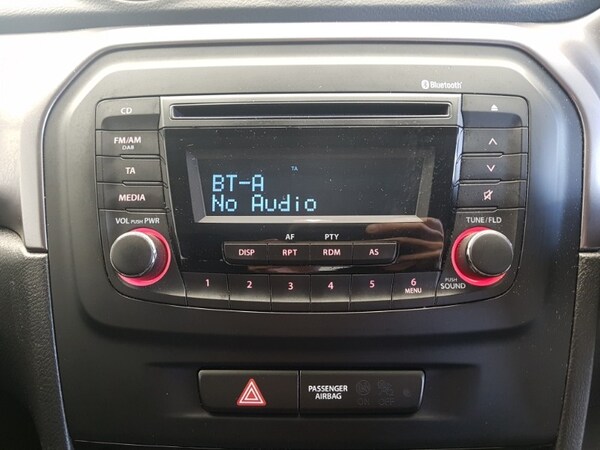 Bluetooth
CD
FM/AM
DAB
TA
MEDIA
VOL PUSH PWR
TA
BT-A
No Audio
AF PTY
DISP RPT RDM AS
1 2 3 4 5 6
MENU
TUNE/FLD
PUSH
SOUND
PASSENGER
AIRBAG